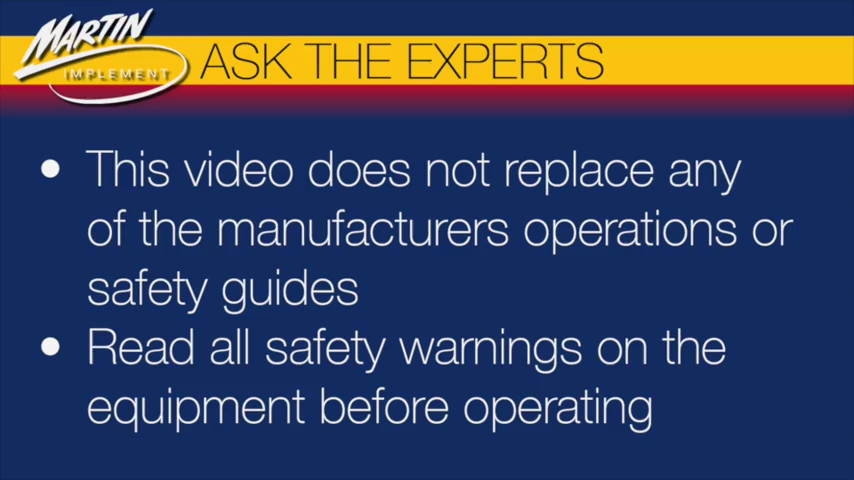 MARTIN
IMPLEMENT
ASK THE EXPERTS
• This video does not replace any
of the manufacturers operations or
safety guides
• Read all safety warnings on the
equipment before operating